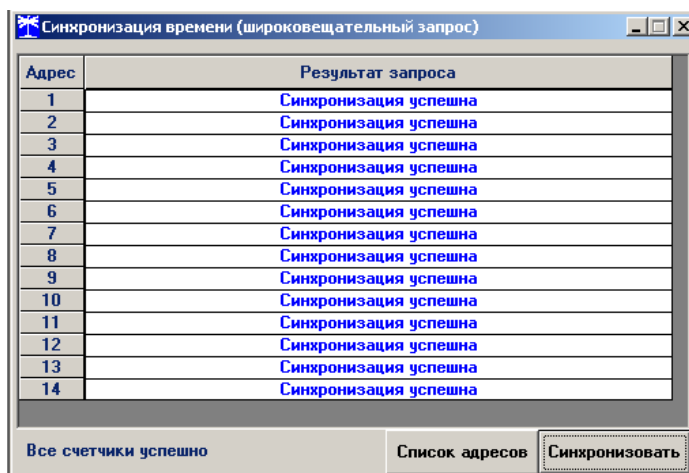 Синхронизация времени (широковещательный запрос)
Адрес Результат запроса
1 Синхронизация успешна
2 Синхронизация успешна
3 Синхронизация успешна
4 Синхронизация успешна
5 Синхронизация успешна
6 Синхронизация успешна
7 Синхронизация успешна
8 Синхронизация успешна
9 Синхронизация успешна
10 Синхронизация успешна
11 Синхронизация успешна
12 Синхронизация успешна
13 Синхронизация успешна
14 Синхронизация успешна
Все счетчики успешно Список адресов Синхронизовать